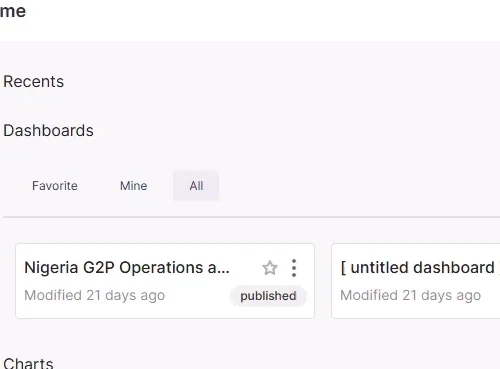 me
Recents
Dashboards
Favorite Mine All
Nigeria G2P Operations a...
[ untitled dashboard
Modified 21 days ago published
Modified 21 days ago
Charts